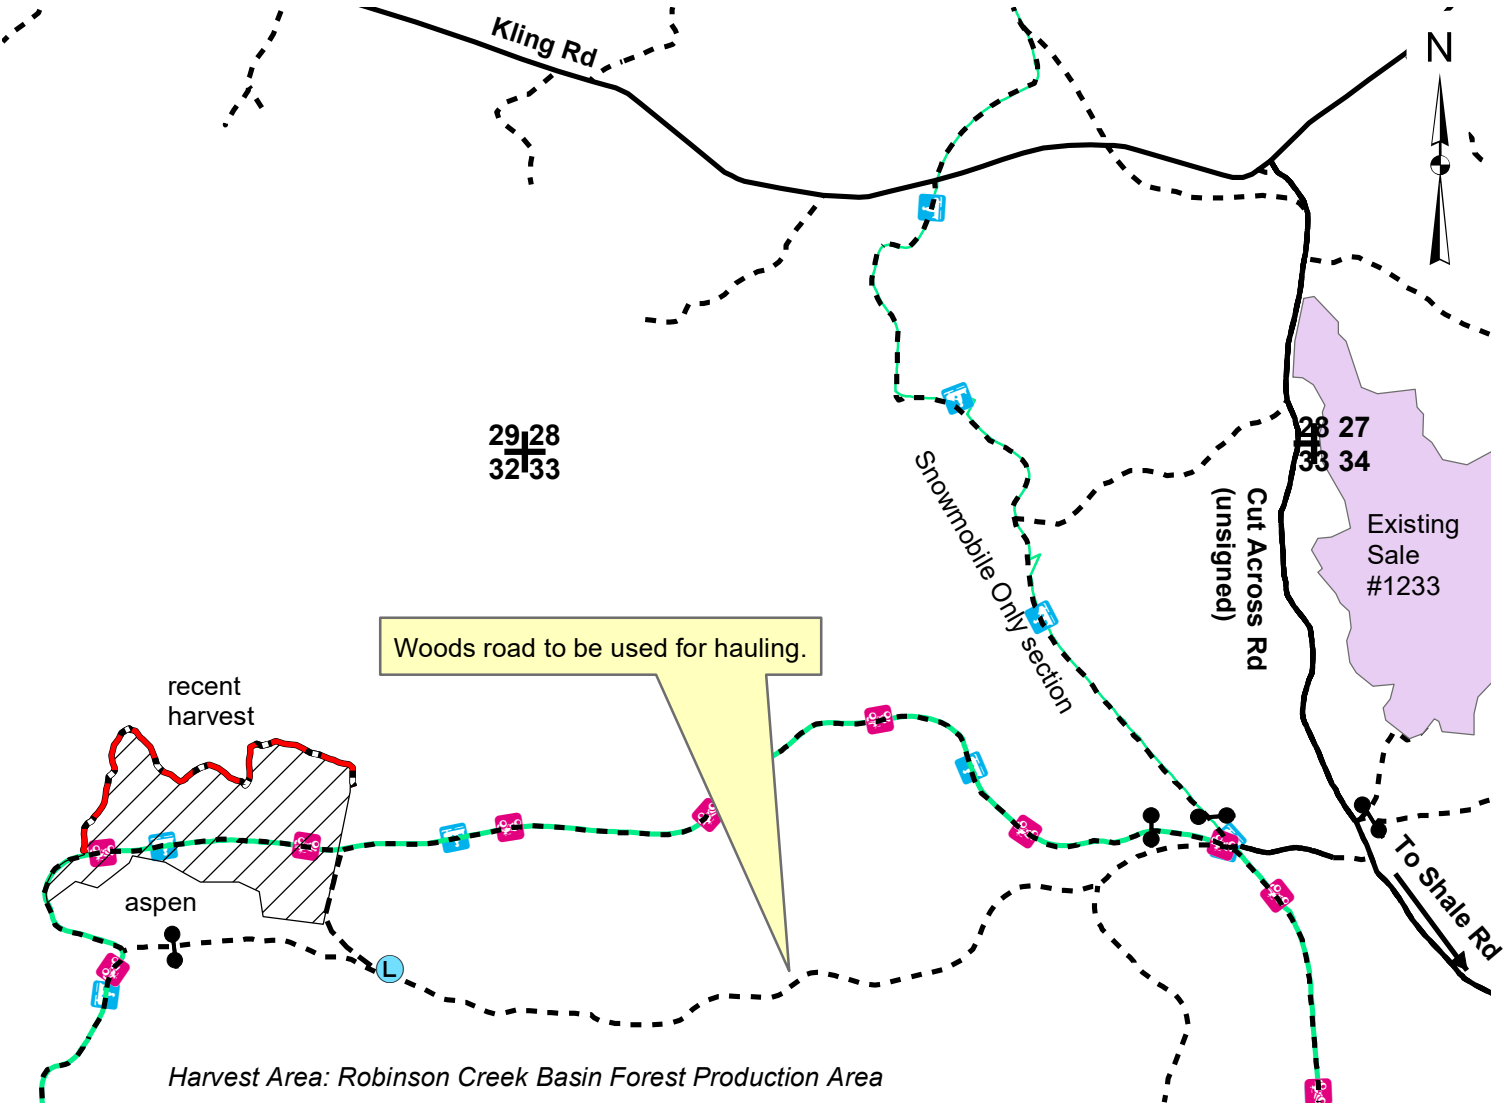 Kling Rd
N
29 28
32 33
28 27
33 34
Snowmobile Only section
Cut Across Rd
(unsigned)
Existing
Sale
#1233
Woods road to be used for hauling.
recent
harvest
aspen
L
To Shale Rd
Harvest Area: Robinson Creek Basin Forest Production Area